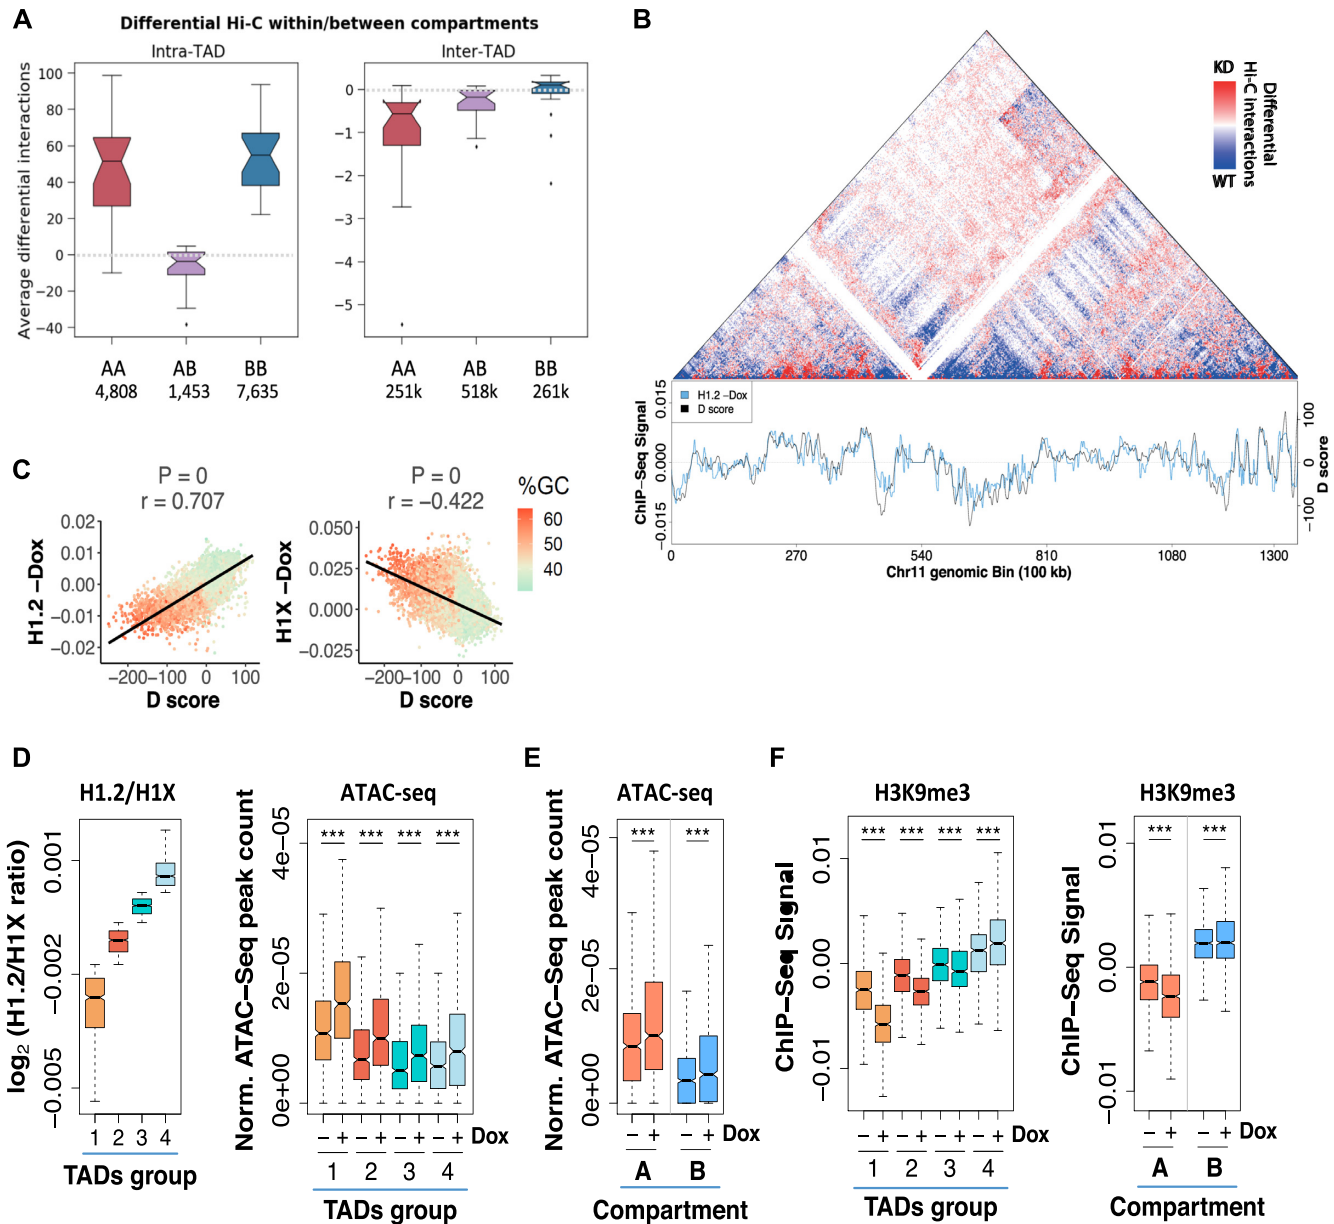 A
Differential Hi-C within/between compartments
Intra-TAD
Inter-TAD
Average differential interactions
100
80
60
40
20
0
−20
−40
0
−1
−2
−3
−4
−5
AA
AB
BB
4,808
1,453
7,635
AA
AB
BB
251k
518k
261k
B
KD
WT
Differential
Hi-C interactions
H1.2 −Dox
D score
ChIP−Seq Signal
0.015
0.000
−0.015
D score
100
0
−100
0
270
540
810
1080
1300
Chr11 genomic Bin (100 kb)
C
P = 0
r = 0.707
H1.2 −Dox
0.02
0.01
0.00
−0.01
−0.02
−200
−100
0
100
D score
P = 0
r = −0.422
H1X −Dox
0.050
0.025
0.000
−0.025
−200
−100
0
100
D score
%GC
60
50
40
D
H1.2/H1X
log2 (H1.2/H1X ratio)
0.001
−0.002
−0.005
1 2 3 4
TADs group
ATAC-seq
Norm. ATAC−Seq peak count
4e−05
2e−05
0e+00
*** *** *** ***
− + − + − + − + Dox
1 2 3 4
TADs group
E
ATAC-seq
Norm. ATAC−Seq peak count
4e−05
2e−05
0e+00
*** ***
− + − + Dox
A B
Compartment
F
H3K9me3
ChIP−Seq Signal
0.01
0.00
−0.01
*** *** *** ***
− + − + − + − +
1 2 3 4
TADs group
H3K9me3
ChIP−Seq Signal
0.01
0.00
−0.01
*** ***
− + − + Dox
A B
Compartment